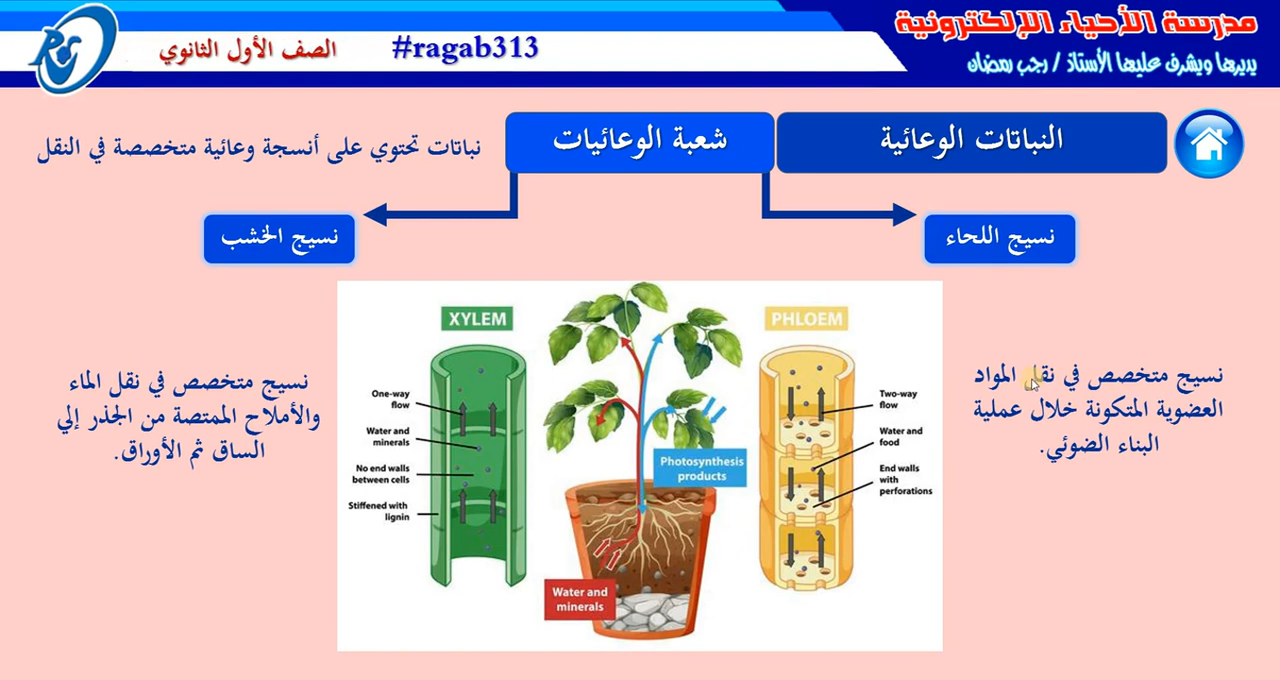 مدرسة الأحياء الإلكترونية
يديرها ويشرف عليها الأستاذ / رجب رمضان
#ragab313
الصف الأول الثانوي
النباتات الوعائية
شعبة الوعائيات
نباتات تحتوي على أنسجة وعائية متخصصة في النقل
نسيج اللحاء
نسيج الخشب
نسيج متخصص في نقل المواد
العضوية المتكونة خلال عملية
البناء الضوئي.
نسيج متخصص في نقل الماء
والأملاح الممتصة من الجذر إلي
الساق ثم الأوراق.
XYLEM
One-way
flow
Water and
minerals
No end walls
between cells
Stiffened with
lignin
Photosynthesis
products
Water and
minerals
PHLOEM
Two-way
flow
Water and
food
End walls
with
perforations